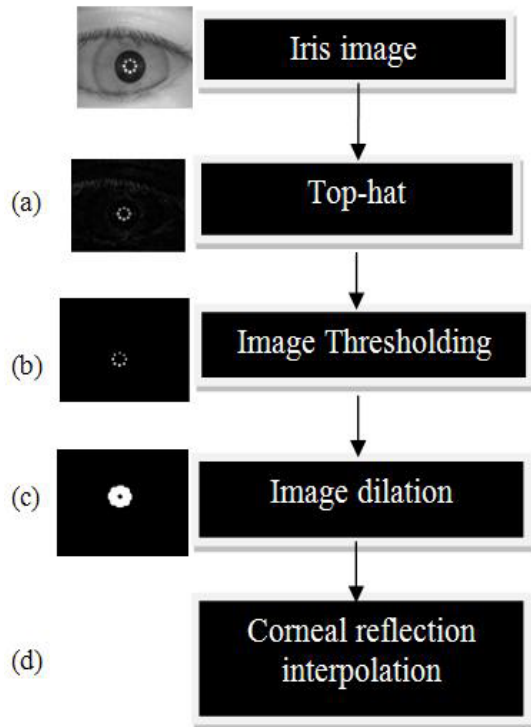 Iris image
(a)
Top-hat
(b)
Image Thresholding
(c)
Image dilation
(d)
Corneal reflection
interpolation